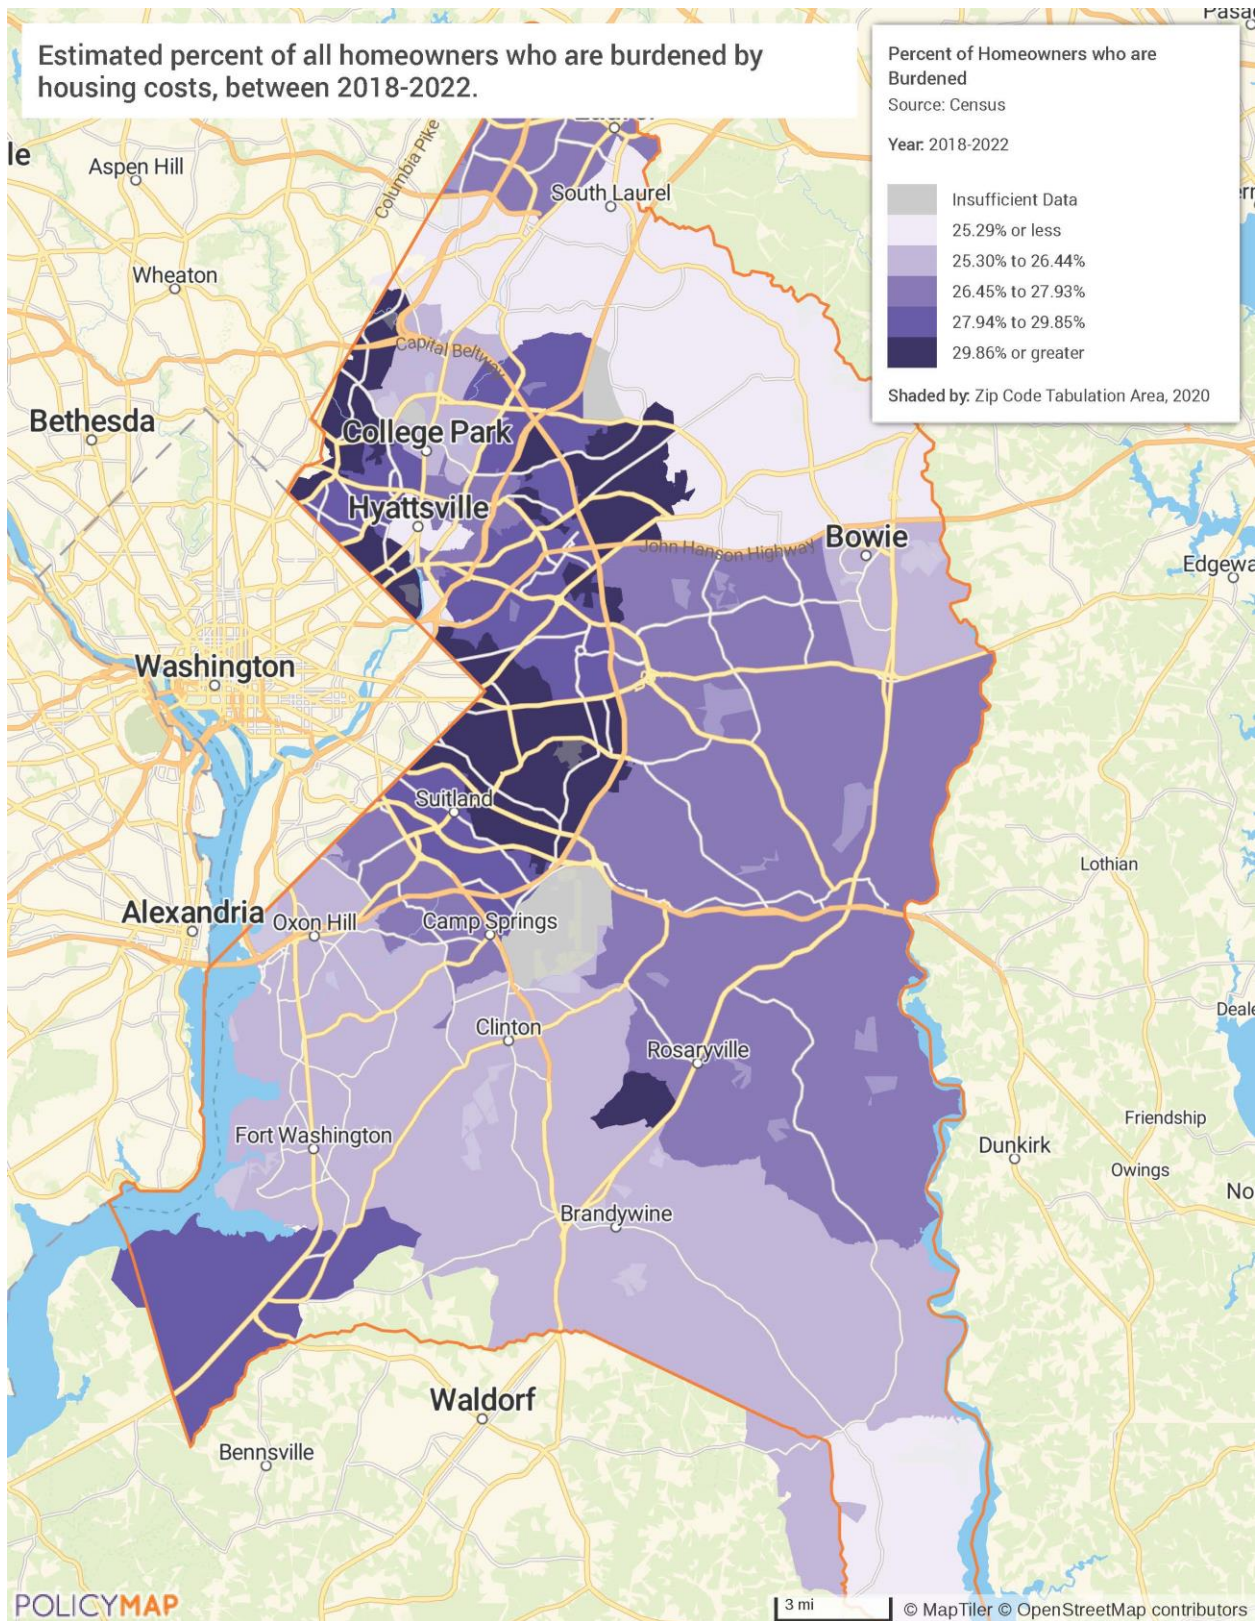 Pasa
Estimated percent of all homeowners who are burdened by
housing costs, between 2018-2022.
Percent of Homeowners who are
Burdened
Source: Census
Year: 2018-2022
Insufficient Data
25.29% or less
25.30% to 26.44%
26.45% to 27.93%
27.94% to 29.85%
29.86% or greater
Shaded by: Zip Code Tabulation Area, 2020
le
Aspen Hill
Columbia Pike
South Laurel
Wheaton
Capital Beltway
Bethesda
College Park
Hyattsville
Bowie
John Hanson Highway
Edgewa
Washington
Suitland
Lothian
Alexandria
Oxon Hill
Camp Springs
Deale
Clinton
Rosaryville
Friendship
Fort Washington
Dunkirk
Owings
No
Brandywine
Waldorf
Bennsville
POLICYMAP
3 mi
© MapTiler © OpenStreetMap contributors